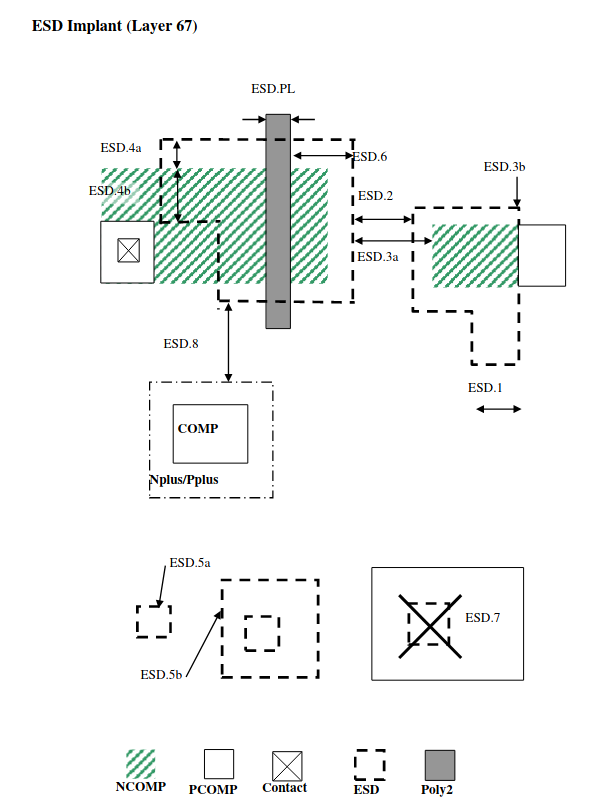 ESD Implant (Layer 67)
ESD.PL
ESD.4a
ESD.6
ESD.3b
ESD.4b
ESD.2
ESD.3a
ESD.8
ESD.1
COMP
Nplus/Pplus
ESD.5a
ESD.7
ESD.5b
NCOMP
PCOMP
Contact
ESD
Poly2